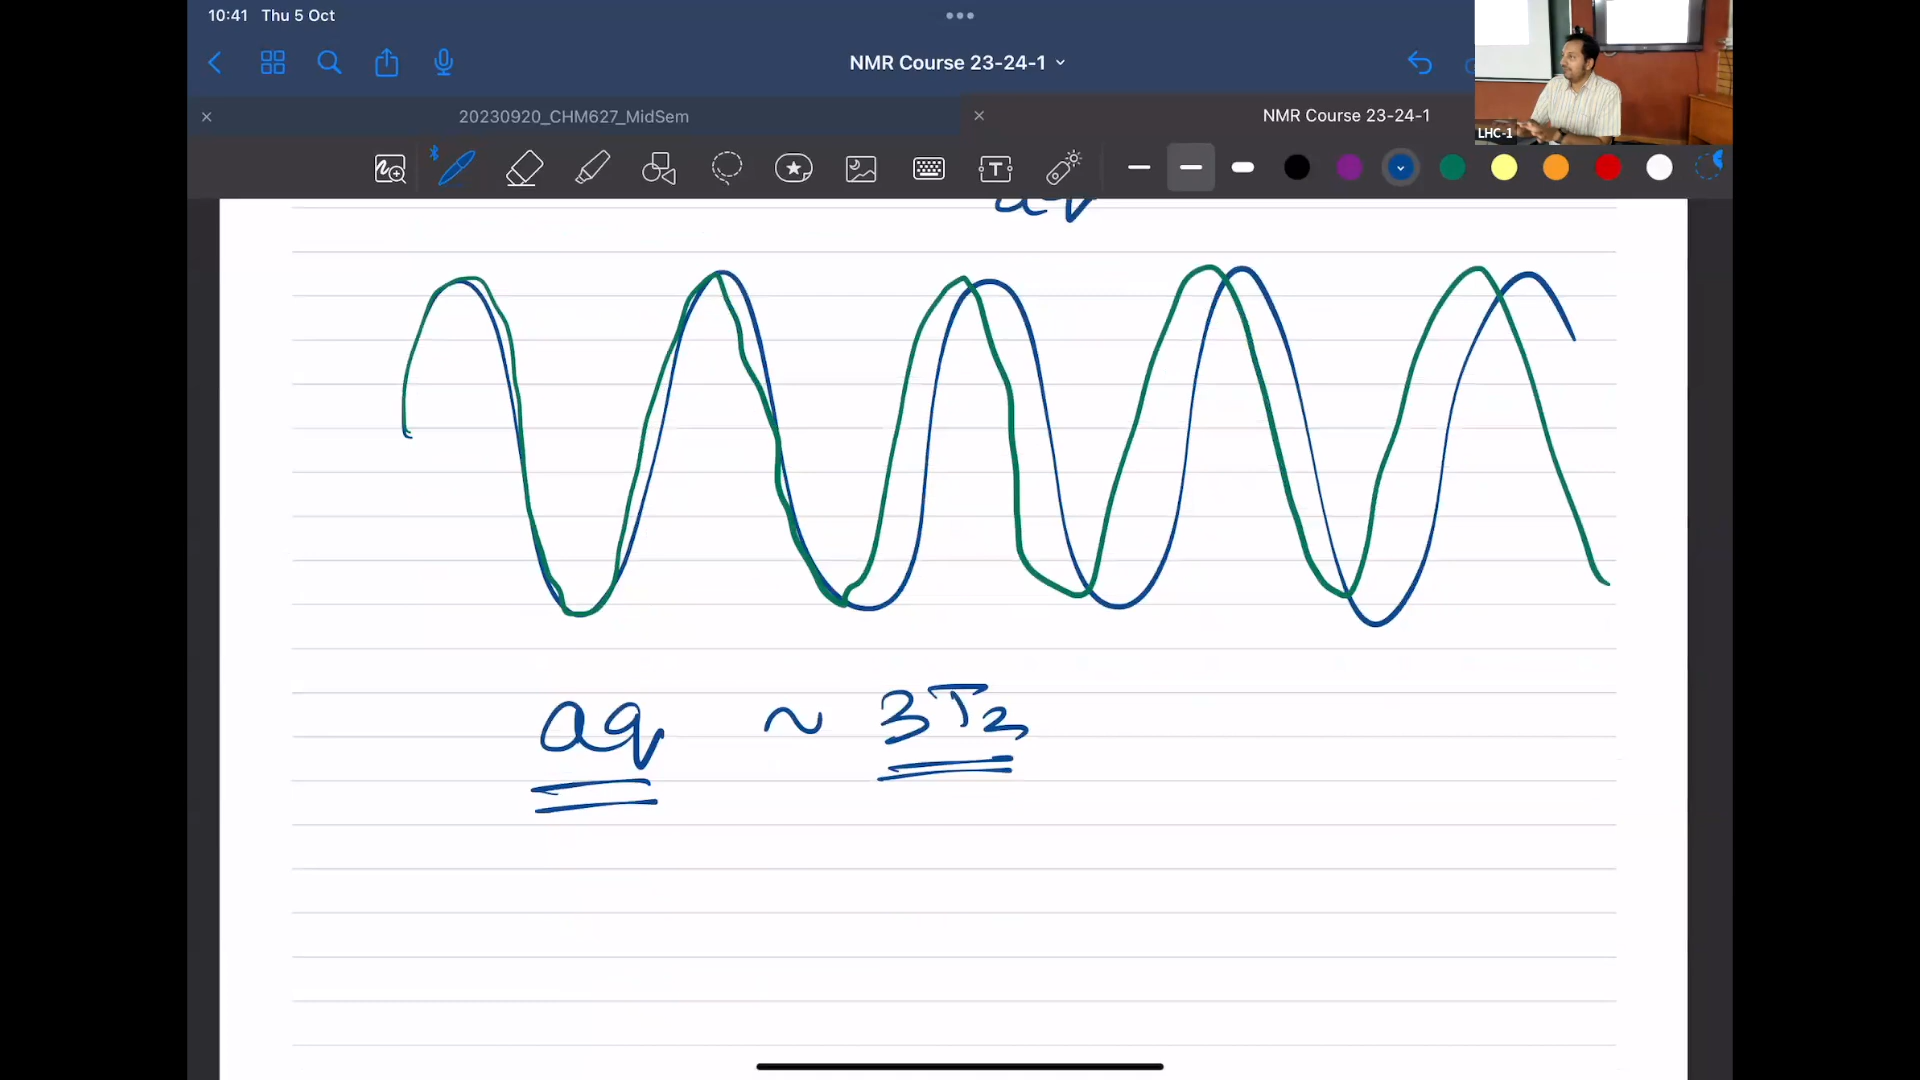 10:41 Thu 5 Oct
NMR Course 23-24-1
LHC-1
20230920_CHM627_MidSem
NMR Course 23-24-1
T
aq
aq ~ 3T2